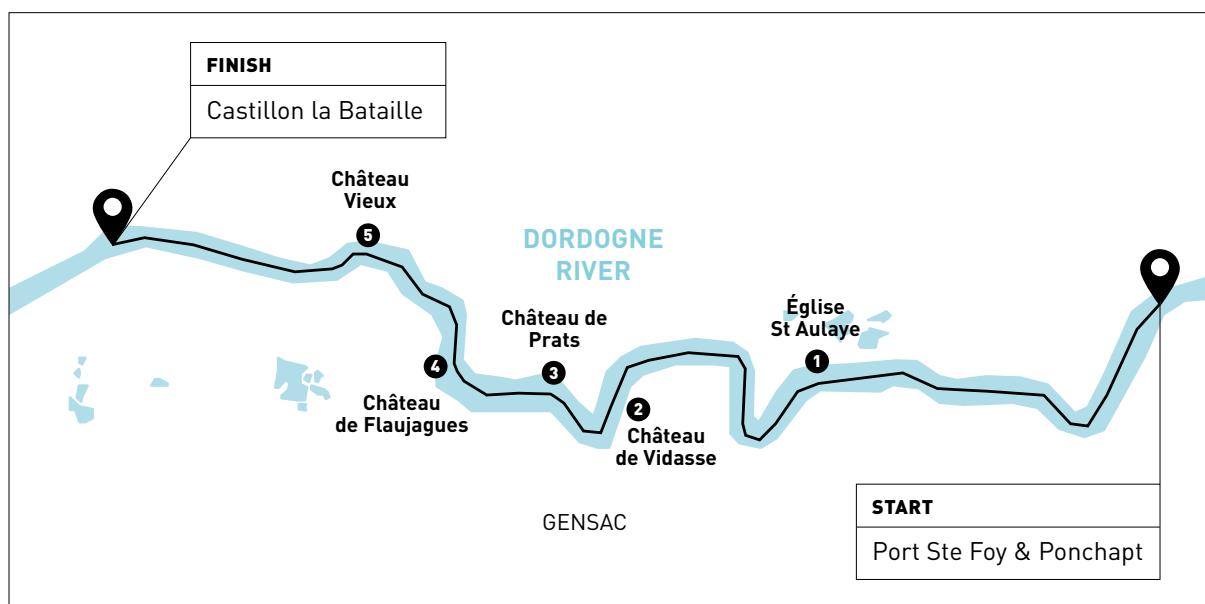 FINISH
Castillon la Bataille
Château
Vieux
5
DORDOGNE
RIVER
Église
St Aulaye
1
Château de
Prats
3
4
Château
de Flaujagues
2
Château
de Vidasse
GENSAC
START
Port Ste Foy & Ponchapt